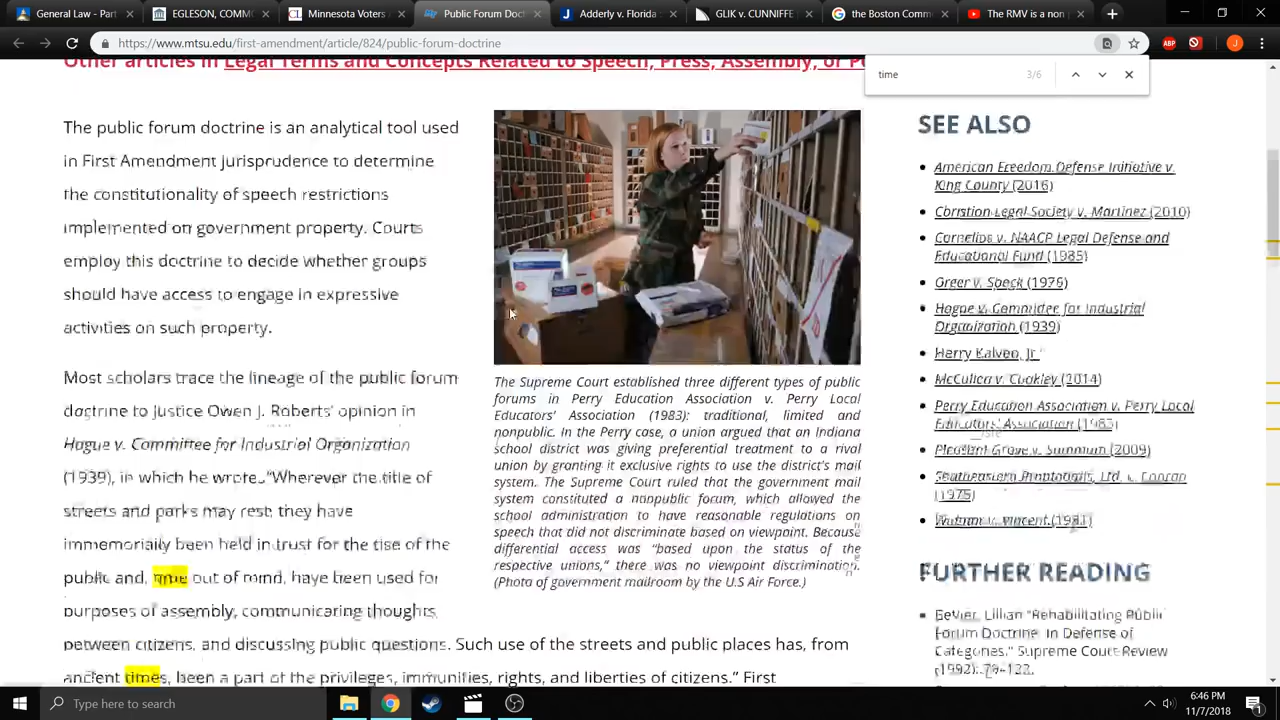 General Law - Part
EGLESON, COMM
Minnesota Voters A
Public Forum Doct
Adderly v. Florida
GLIK v. CUNNIFFE
the Boston Comm
The RMV is a non p
https://www.mtsu.edu/first-amendment/article/824/public-forum-doctrine
time
3/6
Other articles in Legal Terms and Concepts Related to Speech, Press, Assembly, or
The public forum doctrine is an analytical tool used
in First Amendment jurisprudence to determine
the constitutionality of speech restrictions
implemented on government property. Courts
employ this doctrine to decide whether groups
should have access to engage in expressive
activities on such property.
Most scholars trace the lineage of the public forum
doctrine to Justice Owen J. Roberts' opinion in
Hague v. Committee for Industrial Organization
(1939), in which he wrote, "Wherever the title of
streets and parks may rest, they have
immemorially been held in trust for the use of the
public and, time out of mind, have been used for
purposes of assembly, communicating thoughts
between citizens, and discussing public questions. Such use of the streets and public places has, from
ancient times, been a part of the privileges, immunities, rights, and liberties of citizens." First
The Supreme Court established three different types of public
forums in Perry Education Association v. Perry Local
Educators' Association (1983): traditional, limited and
nonpublic. In the Perry case, a union argued that an Indiana
school district was giving preferential treatment to a rival
union by granting it exclusive rights to use the district's mail
system. The Supreme Court ruled that the government mail
system constituted a nonpublic forum, which allowed the
school administration to have reasonable regulations on
speech that did not discriminate based on viewpoint. Because
differential access was "based upon the status of the
respective unions," there was no viewpoint discrimination.
(Photo of government mailroom by the U.S Air Force.)
SEE ALSO
American Freedom Defense Initiative v.
King County (2016)
Christian Legal Society v. Martinez (2010)
Cornelius v. NAACP Legal Defense and
Educational Fund (1985)
Greer v. Spock (1976)
Hague v. Committee for Industrial
Organization (1939)
Harry Kalven, Jr
McCullen v. Coakley (2014)
Perry Education Association v. Perry Local
Educators' Association (1983)
Pleasant Grove v. Summum (2009)
Southeastern Promotions, Ltd. v. Conrad
(1975)
Widmar v. Vincent (1981)
FURTHER READING
BeVier, Lillian "Rehabilitating Public
Forum Doctrine: In Defense of
Categories." Supreme Court Review
(1992): 79–122.
Type here to search
6:46 PM
11/7/2018